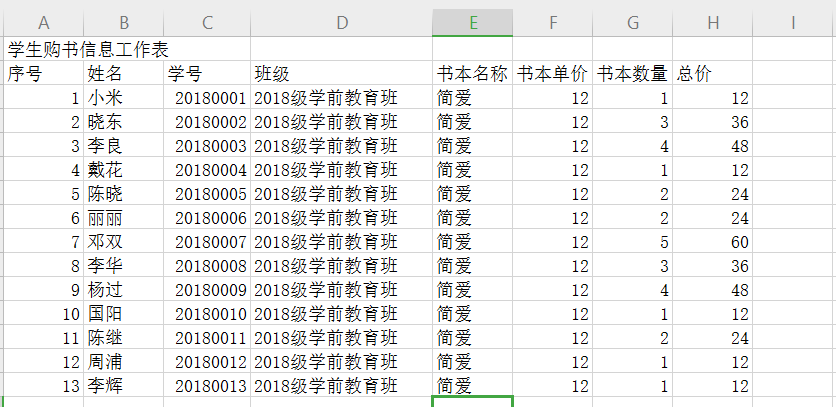 A B C D E F G H I
学生购书信息工作表
序号 姓名 学号 班级 书本名称 书本单价 书本数量 总价
1 小米 20180001 2018级学前教育班 简爱 12 1 12
2 晓东 20180002 2018级学前教育班 简爱 12 3 36
3 李良 20180003 2018级学前教育班 简爱 12 4 48
4 戴花 20180004 2018级学前教育班 简爱 12 1 12
5 陈晓 20180005 2018级学前教育班 简爱 12 2 24
6 丽丽 20180006 2018级学前教育班 简爱 12 2 24
7 邓双 20180007 2018级学前教育班 简爱 12 5 60
8 李华 20180008 2018级学前教育班 简爱 12 3 36
9 杨过 20180009 2018级学前教育班 简爱 12 4 48
10 国阳 20180010 2018级学前教育班 简爱 12 1 12
11 陈继 20180011 2018级学前教育班 简爱 12 2 24
12 周浦 20180012 2018级学前教育班 简爱 12 1 12
13 李辉 20180013 2018级学前教育班 简爱 12 1 12